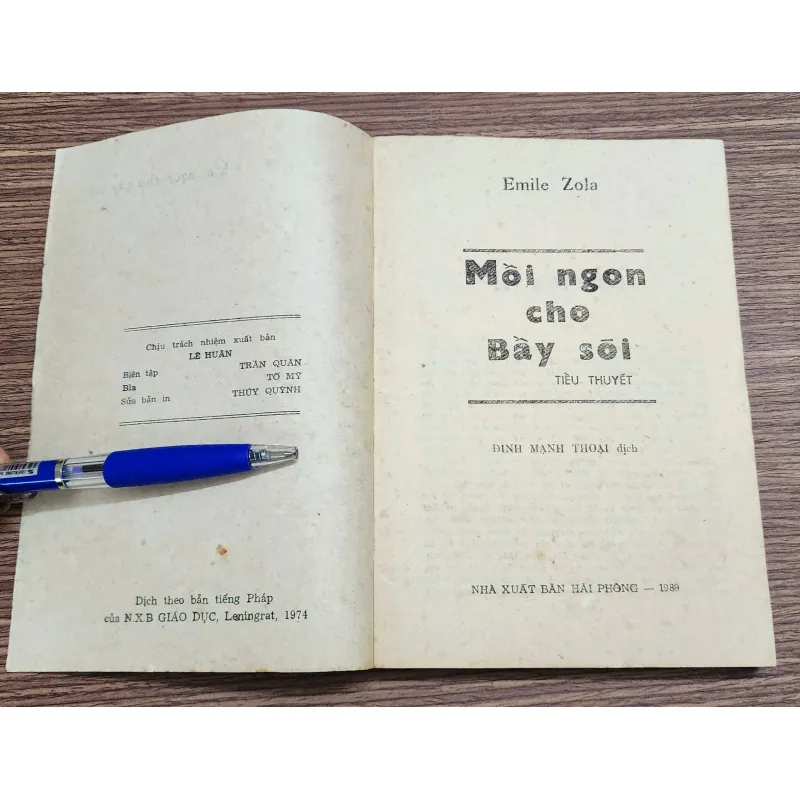 Chịu trách nhiệm xuất bản
LÊ HUÂN
Biên tập TRẦN QUÂN
Bìa TỐ MỸ
Sửa bản in THÚY QUỲNH
Dịch theo bản tiếng Pháp
của N.X.B GIÁO DỤC, Leningrat, 1974
Emile Zola
Mồi ngon
cho
Bầy sói
TIỂU THUYẾT
ĐINH MẠNH THOẠI dịch
NHÀ XUẤT BẢN HẢI PHÒNG — 1989